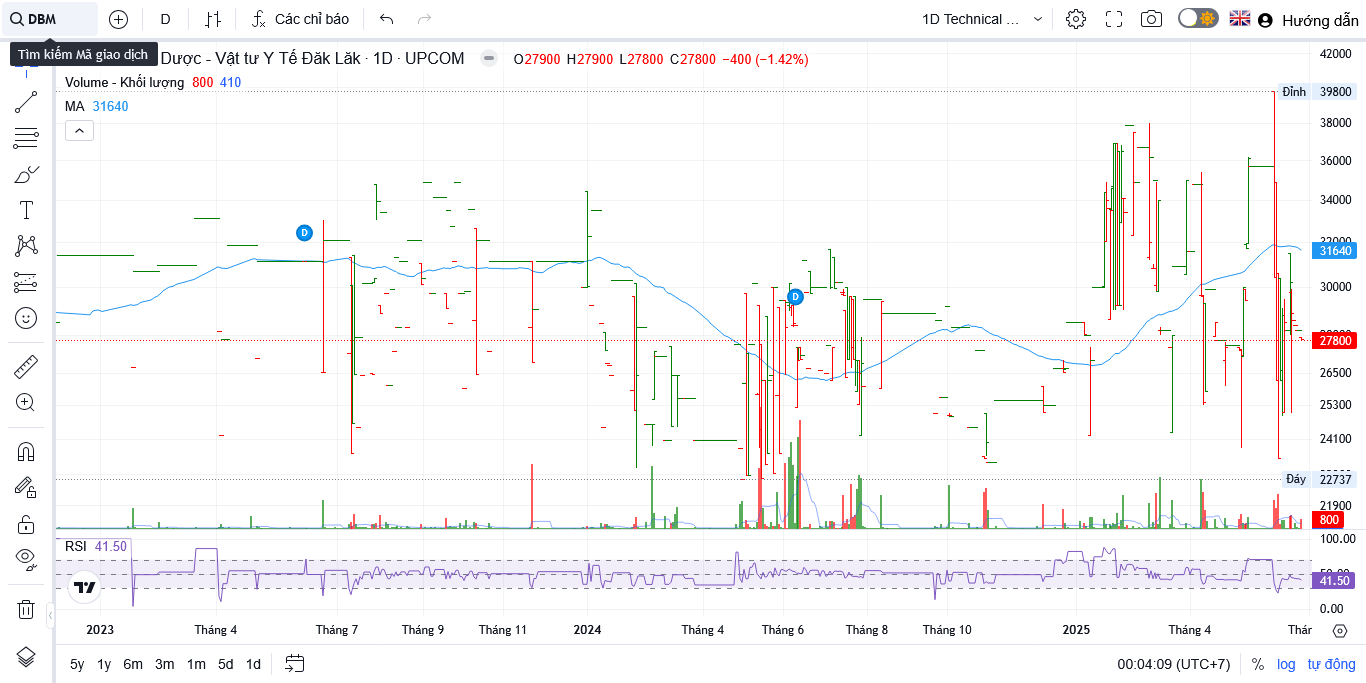 DBM D Các chỉ báo 1D Technical ... Hướng dẫn
Tìm kiếm Mã giao dịch
Dược - Vật tư Y Tế Đăk Lăk · 1D · UPCOM O27900 H27900 L27800 C27800 −400 (−1.42%)
Volume - Khối lượng 800 410
MA 31640
42000
Đỉnh 39800
38000
36000
34000
31640
30000
27800
26500
25300
24100
Đáy 22737
21900
800
D
D
RSI 41.50
100.00
41.50
0.00
2023 Tháng 4 Tháng 7 Tháng 9 Tháng 11 2024 Tháng 4 Tháng 6 Tháng 8 Tháng 10 2025 Tháng 4 Thár
5y 1y 6m 3m 1m 5d 1d 00:04:09 (UTC+7) % log tự động